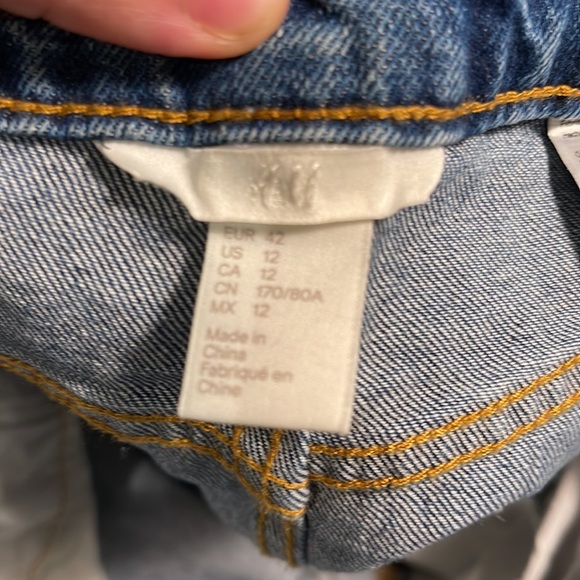 H&M
EUR 42
US 12
CA 12
CN 170/80A
MX 12
Made in
China
Fabriqué en
Chine